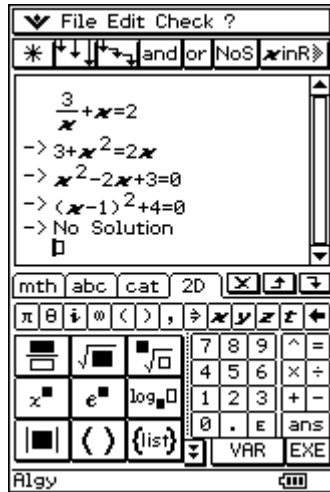 File Edit Check ?
and or NoS xinR
3/x+x=2
-> 3+x^2=2x
-> x^2-2x+3=0
-> (x-1)^2+4=0
-> No Solution
mth abc cat 2D
π θ i ∞ ( ) , ⇒ x y z t ←
√■ ■√□ 7 8 9 ^ =
4 5 6 × ÷
x^■ e^■ log■□ 1 2 3 + -
0 . E ans
|■| ( ) {list} VAR EXE
Algy